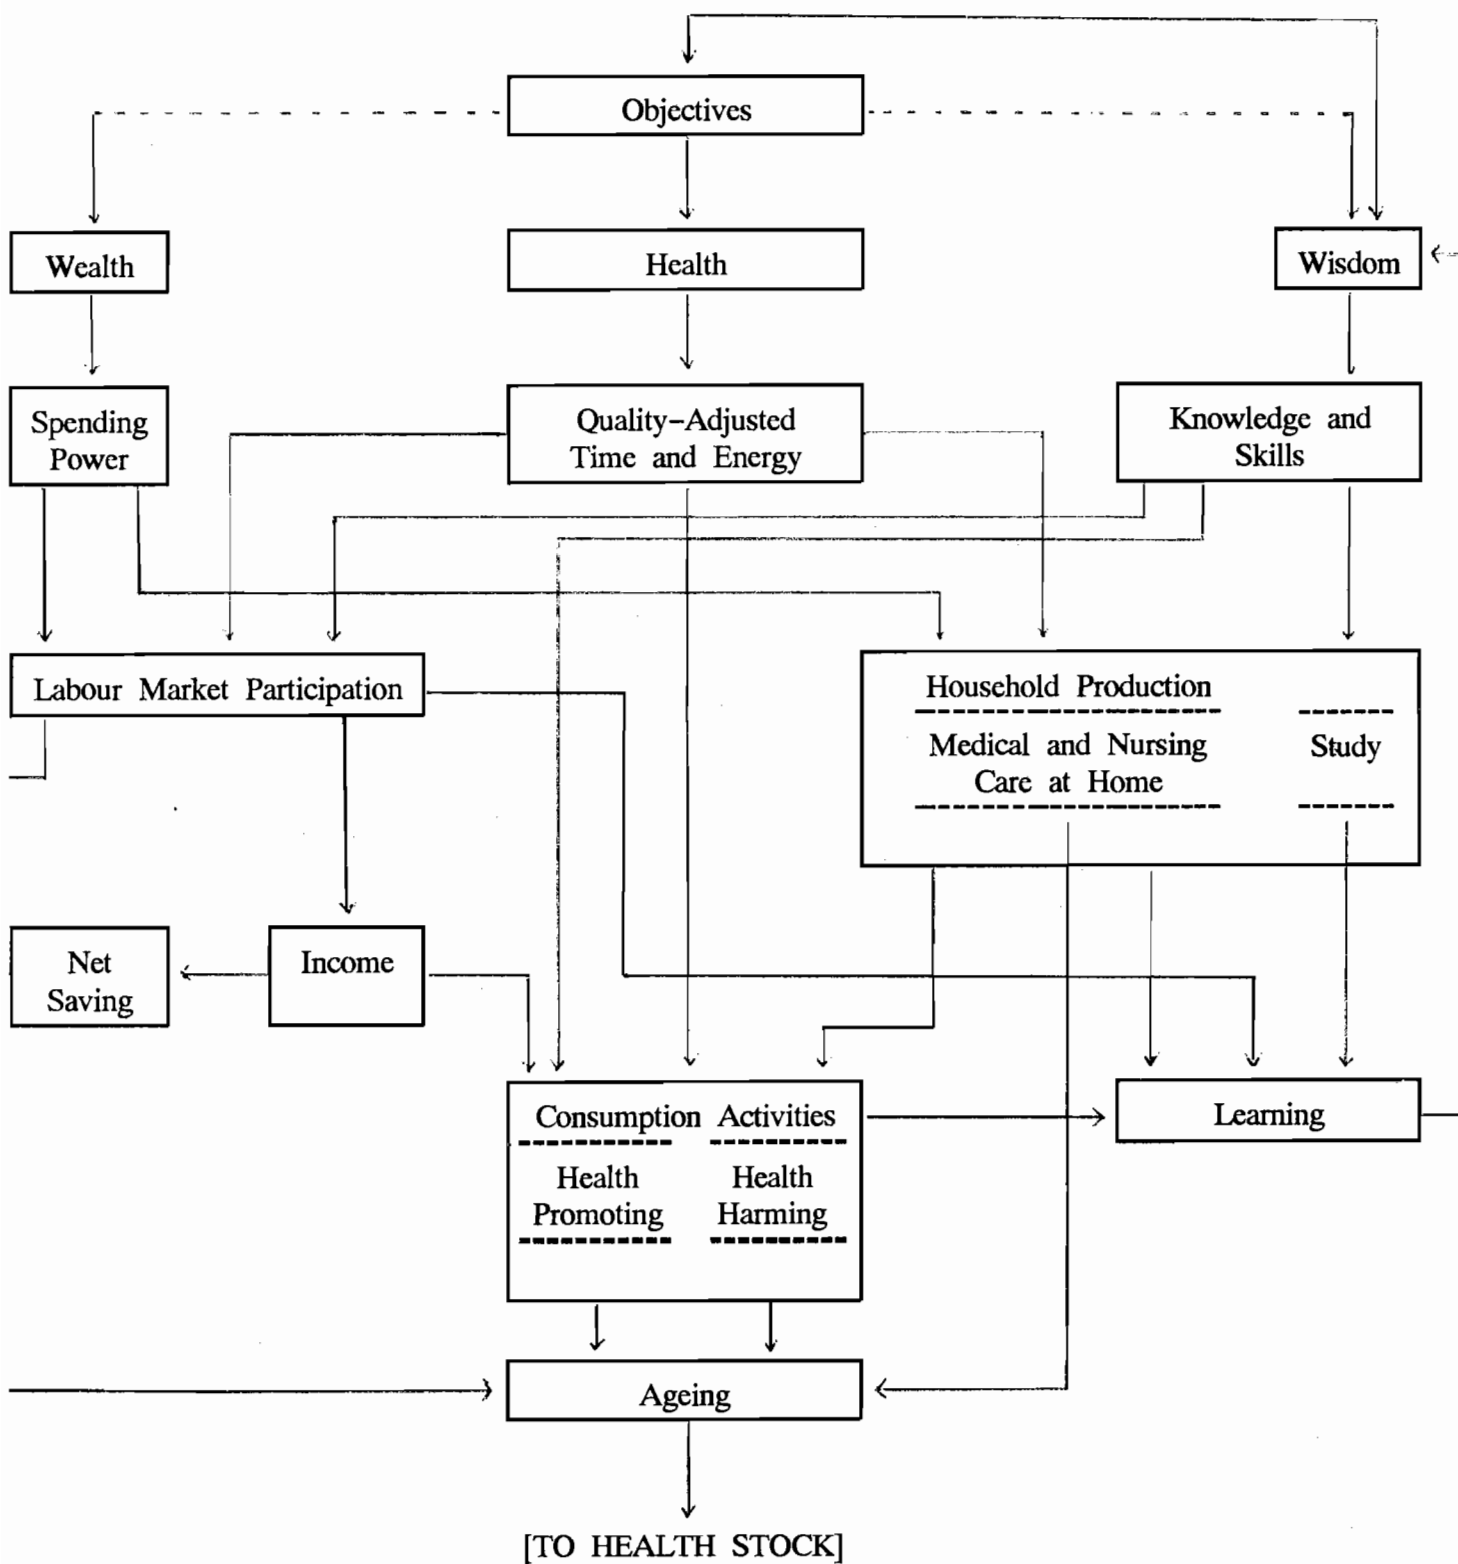 Objectives
Wealth
Health
Wisdom
Spending
Power
Quality-Adjusted
Time and Energy
Knowledge and
Skills
Labour Market Participation
Household Production
Medical and Nursing
Care at Home
Study
Net
Saving
Income
Consumption Activities
Health
Promoting
Health
Harming
Learning
Ageing
[TO HEALTH STOCK]